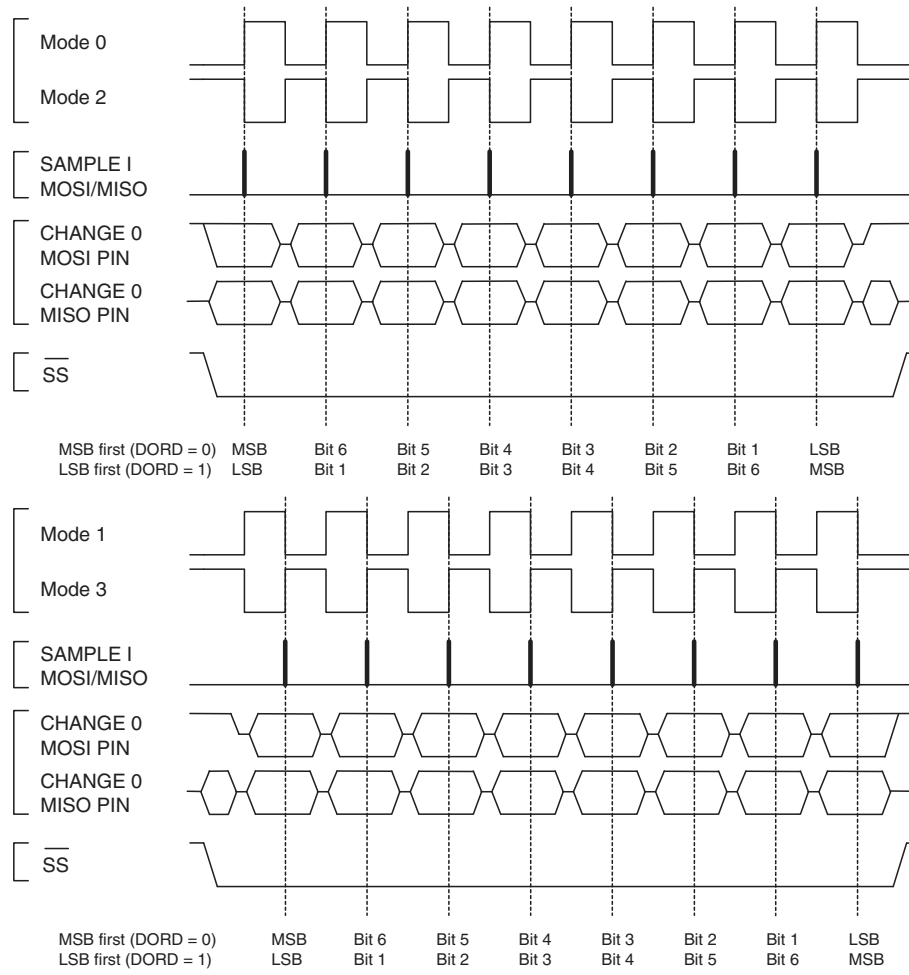 Mode 0
Mode 2
SAMPLE I
MOSI/MISO
CHANGE 0
MOSI PIN
CHANGE 0
MISO PIN
SS
MSB first (DORD = 0) MSB Bit 6 Bit 5 Bit 4 Bit 3 Bit 2 Bit 1 LSB
LSB first (DORD = 1) LSB Bit 1 Bit 2 Bit 3 Bit 4 Bit 5 Bit 6 MSB
Mode 1
Mode 3
SAMPLE I
MOSI/MISO
CHANGE 0
MOSI PIN
CHANGE 0
MISO PIN
SS
MSB first (DORD = 0) MSB Bit 6 Bit 5 Bit 4 Bit 3 Bit 2 Bit 1 LSB
LSB first (DORD = 1) LSB Bit 1 Bit 2 Bit 3 Bit 4 Bit 5 Bit 6 MSB